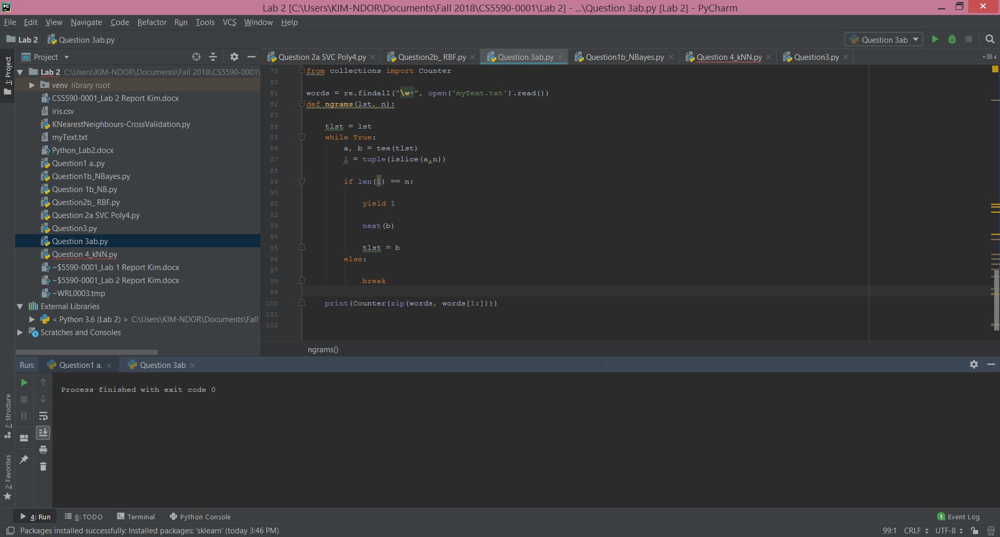 PC
Lab 2 [C:\Users\KIM-NDOR\Documents\Fall 2018\CS5590-0001\Lab 2] - ...\Question 3ab.py [Lab 2] - PyCharm
File Edit View Navigate Code Refactor Run Tools VCS Window Help
Lab 2 Question 3ab.py
Question 3ab
1: Project
Project
Question 2a SVC Poly4.py Question2b_ RBF.py Question 3ab.py Question1b_NBayes.py Question 4_kNN.py Question3.py
4
Lab 2 C:\Users\KIM-NDOR\Documents\Fall 2018\CS5590-0001\
venv library root
CS5590-0001_Lab 2 Report Kim.docx
iris.csv
KNearestNeighbours-CrossValidation.py
myText.txt
Python_Lab2.docx
Question1 a..py
Question1b_NBayes.py
Question 1b_NB.py
Question2b_ RBF.py
Question 2a SVC Poly4.py
Question3.py
Question 3ab.py
Question 4_kNN.py
~$5590-0001_Lab 1 Report Kim.docx
~$5590-0001_Lab 2 Report Kim.docx
~WRL0003.tmp
External Libraries
< Python 3.6 (Lab 2) > C:\Users\KIM-NDOR\Documents\Fall
Scratches and Consoles
79 from collections import Counter
80
81 words = re.findall("\w+", open('myText.txt').read())
82 def ngrams(lst, n):
83
84 tlst = lst
85 while True:
86 a, b = tee(tlst)
87 l = tuple(islice(a,n))
88
89 if len(1) == n:
90
91 yield 1
92
93 next(b)
94
95 tlst = b
96 else:
97
98 break
99
100 print(Counter(zip(words, words[1:])))
101
102
ngrams()
Run: Question1 a. Question 3ab
Process finished with exit code 0
7: Structure
2: Favorites
4: Run 6: TODO Terminal Python Console
1 Event Log
Packages installed successfully: Installed packages: 'sklearn' (today 3:46 PM)
99:1 CRLF UTF-8